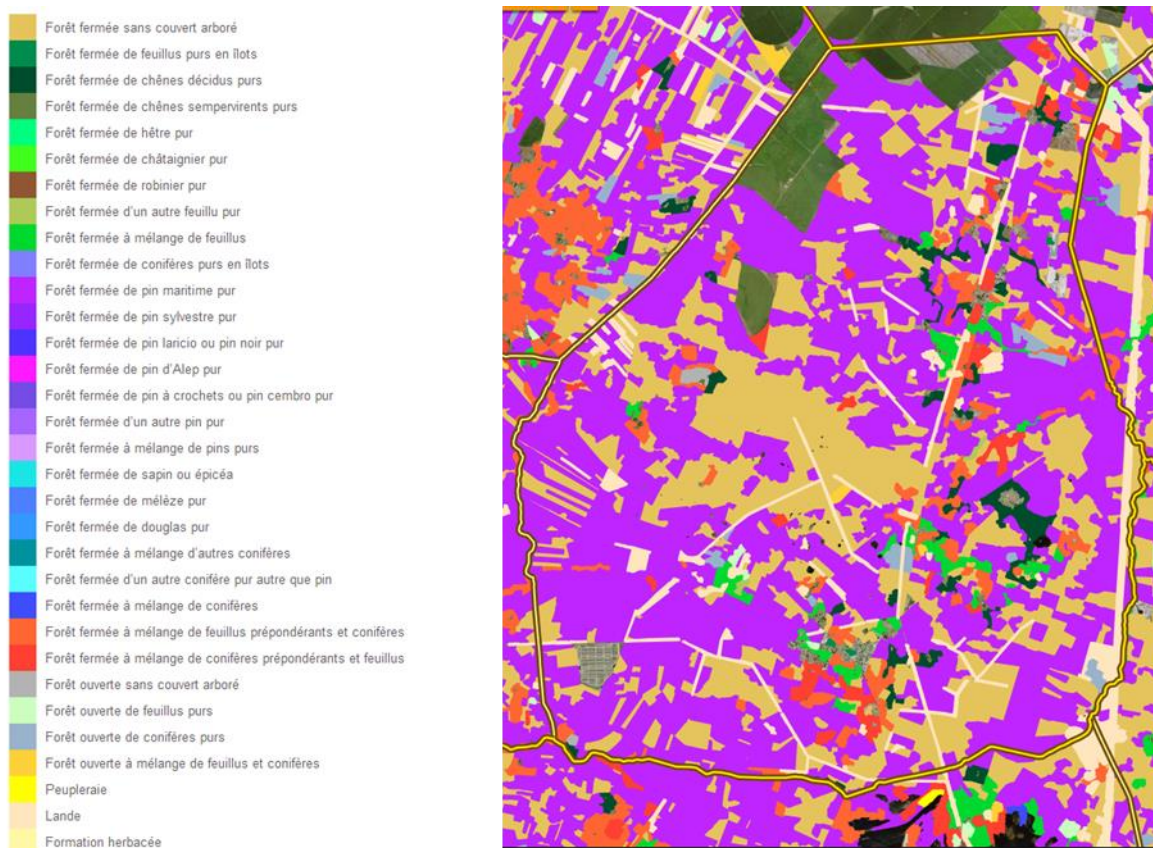 Forêt fermée sans couvert arboré
Forêt fermée de feuillus purs en îlots
Forêt fermée de chênes décidus purs
Forêt fermée de chênes sempervirents purs
Forêt fermée de hêtre pur
Forêt fermée de châtaignier pur
Forêt fermée de robinier pur
Forêt fermée d'un autre feuillu pur
Forêt fermée à mélange de feuillus
Forêt fermée de conifères purs en îlots
Forêt fermée de pin maritime pur
Forêt fermée de pin sylvestre pur
Forêt fermée de pin laricio ou pin noir pur
Forêt fermée de pin d'Alep pur
Forêt fermée de pin à crochets ou pin cembro pur
Forêt fermée d'un autre pin pur
Forêt fermée à mélange de pins purs
Forêt fermée de sapin ou épicéa
Forêt fermée de mélèze pur
Forêt fermée de douglas pur
Forêt fermée à mélange d'autres conifères
Forêt fermée d'un autre conifére pur autre que pin
Forêt fermée à mélange de conifères
Forêt fermée à mélange de feuillus prépondérants et conifères
Forêt fermée à mélange de conifères prépondérants et feuillus
Forêt ouverte sans couvert arboré
Forêt ouverte de feuillus purs
Forêt ouverte de conifères purs
Forêt ouverte à mélange de feuillus et conifères
Peupleraie
Lande
Formation herbacée